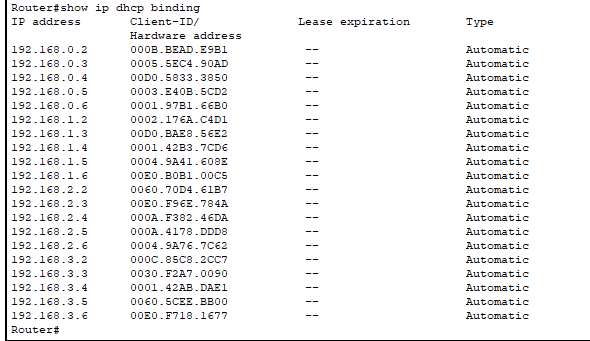 Router#show ip dhcp binding
IP address Client-ID/ Lease expiration Type
Hardware address
192.168.0.2 000B.BEAD.E9B1 -- Automatic
192.168.0.3 0005.5EC4.90AD -- Automatic
192.168.0.4 00D0.5833.3850 -- Automatic
192.168.0.5 0003.E40B.5CD2 -- Automatic
192.168.0.6 0001.97B1.66B0 -- Automatic
192.168.1.2 0002.176A.C4D1 -- Automatic
192.168.1.3 00D0.BAE8.56E2 -- Automatic
192.168.1.4 0001.42B3.7CD6 -- Automatic
192.168.1.5 0004.9A41.608E -- Automatic
192.168.1.6 00E0.B0B1.00C5 -- Automatic
192.168.2.2 0060.70D4.61B7 -- Automatic
192.168.2.3 00E0.F96E.784A -- Automatic
192.168.2.4 000A.F382.46DA -- Automatic
192.168.2.5 000A.4178.DDD8 -- Automatic
192.168.2.6 0004.9A76.7C62 -- Automatic
192.168.3.2 000C.85C8.2CC7 -- Automatic
192.168.3.3 0030.F2A7.0090 -- Automatic
192.168.3.4 0001.42AB.DAE1 -- Automatic
192.168.3.5 0060.5CEE.BB00 -- Automatic
192.168.3.6 00E0.F718.1677 -- Automatic
Router#